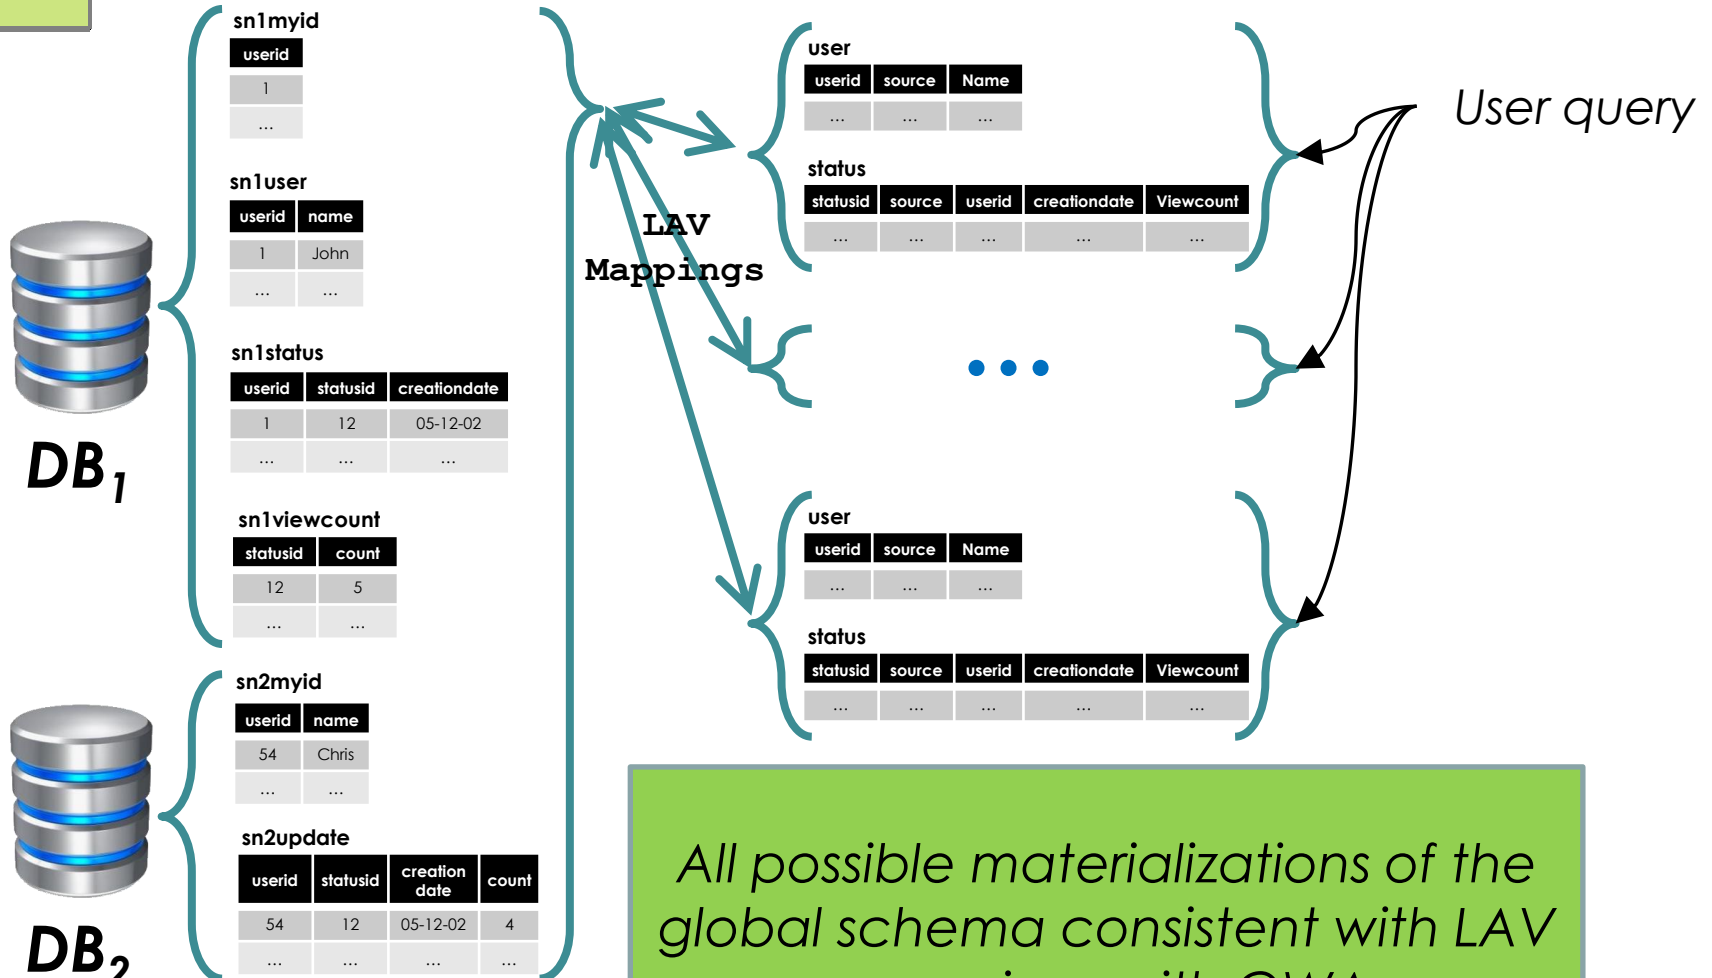 sn1myid
userid
1
...
sn1user
userid name
1 John
... ...
sn1status
userid statusid creationdate
1 12 05-12-02
... ... ...
sn1viewcount
statusid count
12 5
... ...
DB1
sn2myid
userid name
54 Chris
... ...
sn2update
userid statusid creation date count
54 12 05-12-02 4
... ... ... ...
DB2
LAV
Mappings
user
userid source Name
... ... ...
status
statusid source userid creationdate Viewcount
... ... ... ... ...
...
user
userid source Name
... ... ...
status
statusid source userid creationdate Viewcount
... ... ... ... ...
User query
All possible materializations of the
global schema consistent with LAV
with OWA